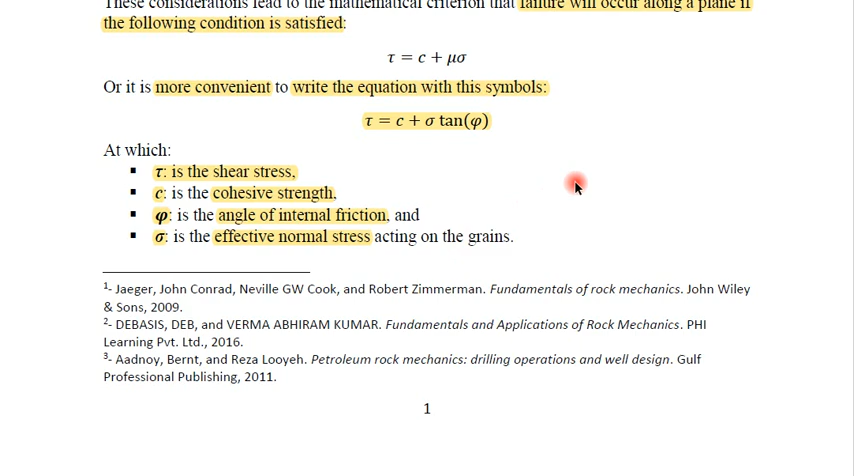 These considerations lead to the mathematical criterion that failure will occur along a plane if
the following condition is satisfied:
τ = c + μσ
Or it is more convenient to write the equation with this symbols:
τ = c + σ tan(φ)
At which:
▪ τ: is the shear stress,
▪ c: is the cohesive strength,
▪ φ: is the angle of internal friction, and
▪ σ: is the effective normal stress acting on the grains.
¹- Jaeger, John Conrad, Neville GW Cook, and Robert Zimmerman. Fundamentals of rock mechanics. John Wiley
& Sons, 2009.
²- DEBASIS, DEB, and VERMA ABHIRAM KUMAR. Fundamentals and Applications of Rock Mechanics. PHI
Learning Pvt. Ltd., 2016.
³- Aadnoy, Bernt, and Reza Looyeh. Petroleum rock mechanics: drilling operations and well design. Gulf
Professional Publishing, 2011.
1